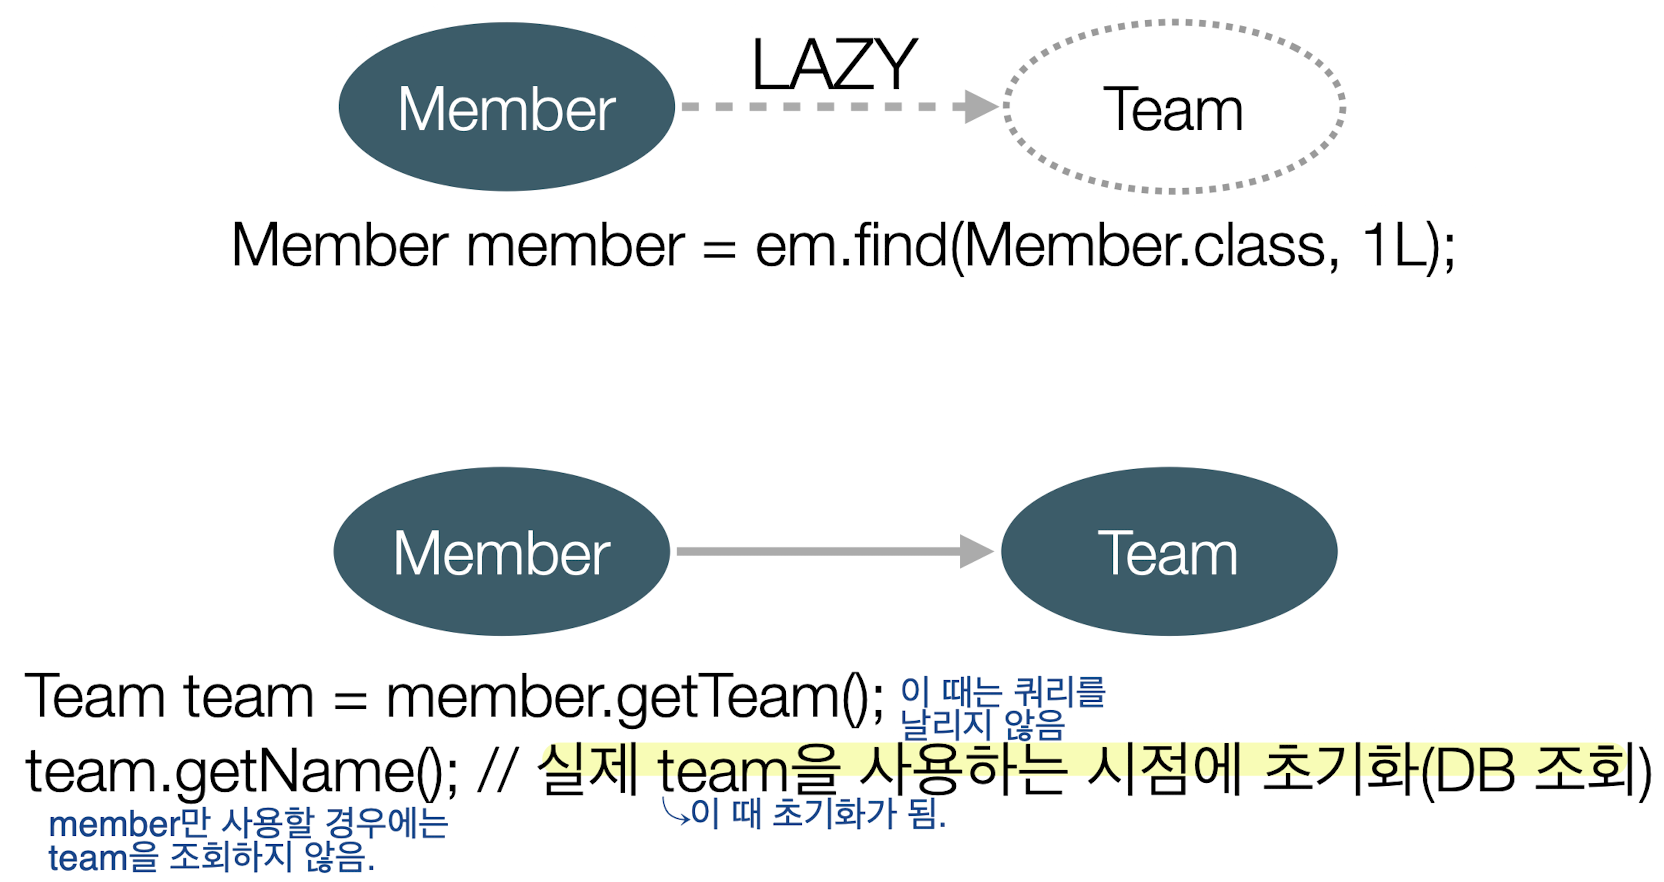 LAZY
Member
Team
Member member = em.find(Member.class, 1L);
Member
Team
Team team = member.getTeam();
이 때는 쿼리를
날리지 않음
team.getName(); // 실제 team을 사용하는 시점에 초기화(DB 조회)
이 때 초기화가 됨.
member만 사용할 경우에는
team을 조회하지 않음.